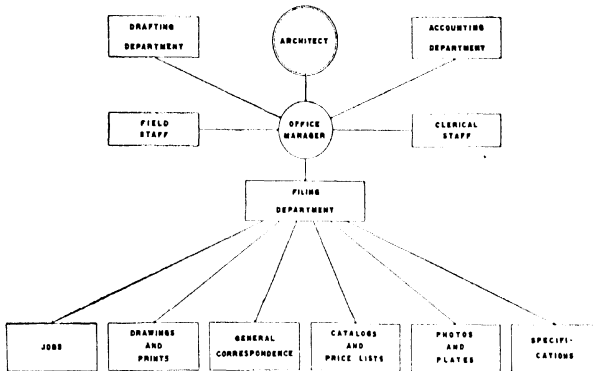 DRAFTING
DEPARTMENT
ARCHITECT
ACCOUNTING
DEPARTMENT
FIELD
STAFF
OFFICE
MANAGER
CLERICAL
STAFF
FILING
DEPARTMENT
JOBS
DRAWINGS
AND
PRINTS
GENERAL
CORRESPONDENCE
CATALOGS
AND
PRICE LISTS
PHOTOS
AND
PLATES
SPECIFI-
CATIONS